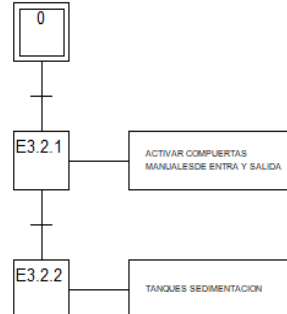 0
E3.2.1
ACTIVAR COMPUERTAS
MANUALESDE ENTRA Y SALIDA
E3.2.2
TANQUES SEDIMENTACION